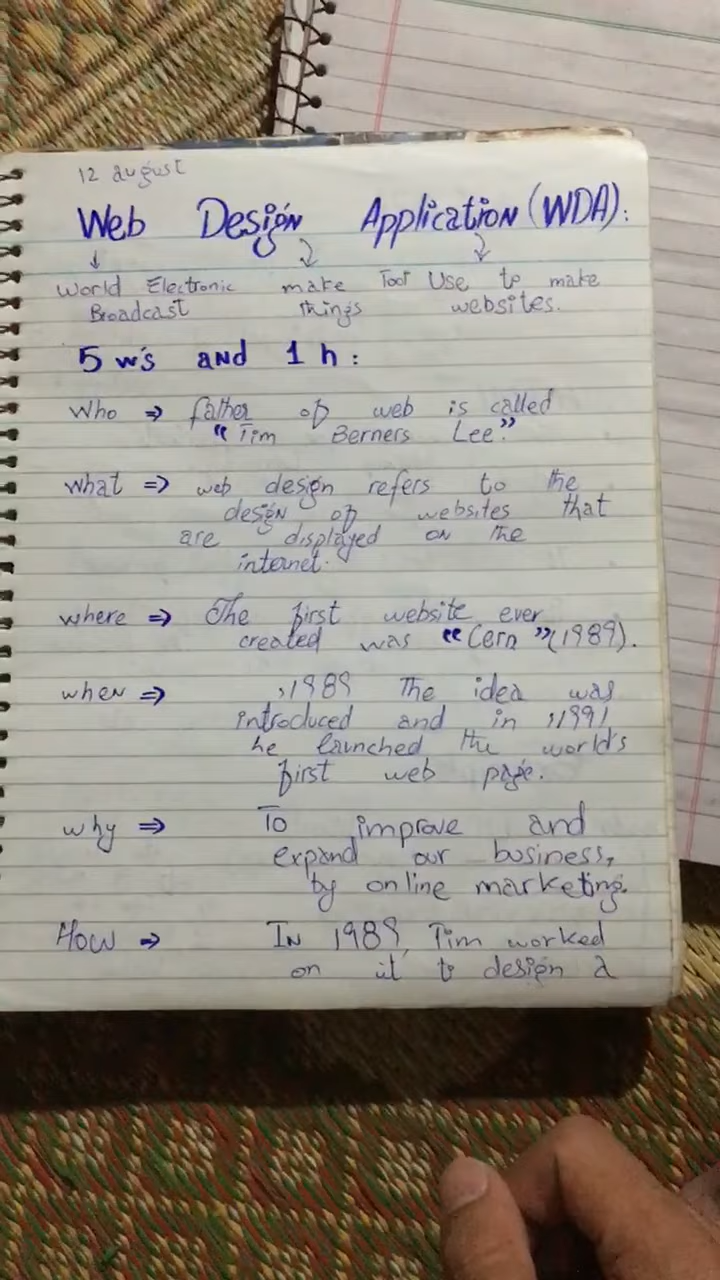 12 august
Web Design Application (WDA):
World Electronic make Tool Use to make
Broadcast things websites.
5 w's and 1 h:
Who ⇒ father of web is called
"Tim Berners Lee."
what ⇒ web design refers to the
design of websites that
are displayed on the
internet.
where ⇒ The first website ever
created was "Cern" (1989).
when ⇒ ,1989 The idea was
introduced and in ,1991
he launched the world's
first web page.
why ⇒ To improve and
expand our business,
by online marketing.
How ⇒ In 1989, Tim worked
on it to design a